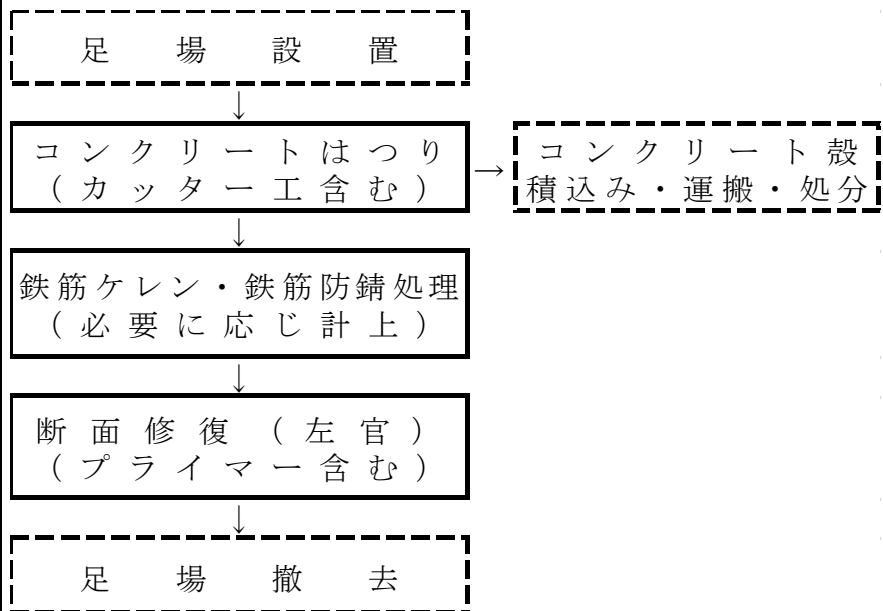 足場設置
↓
コンクリートはつり
(カッター工含む)
→
コンクリート殻
積込み・運搬・処分
↓
鉄筋ケレン・鉄筋防錆処理
(必要に応じ計上)
↓
断面修復(左官)
(プライマー含む)
↓
足場撤去